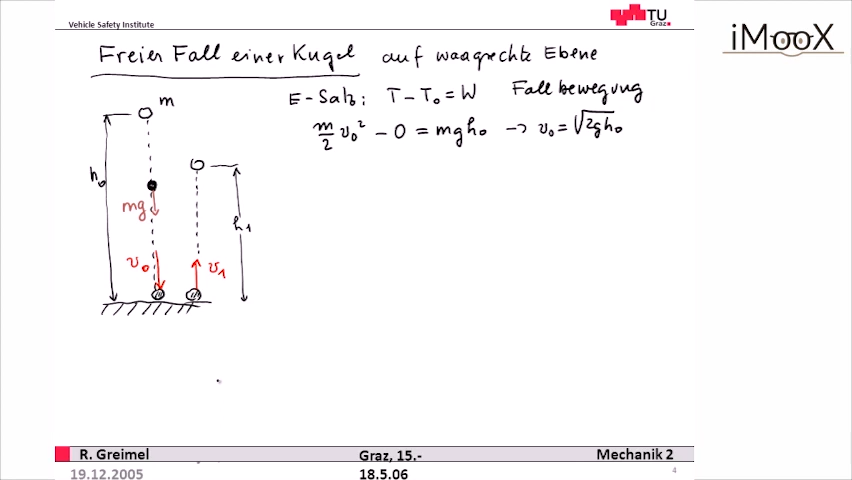 Vehicle Safety Institute
TU
Graz
iMooX
Freier Fall einer Kugel auf waagrechte Ebene
E-Satz: T - T₀ = W Fallbewegung
m/2 v₀² - 0 = mgh₀ → v₀ = √2gh₀
m
h₀
mg
h₁
v₀
v₁
R. Greimel Graz, 15.- Mechanik 2
19.12.2005 18.5.06 4